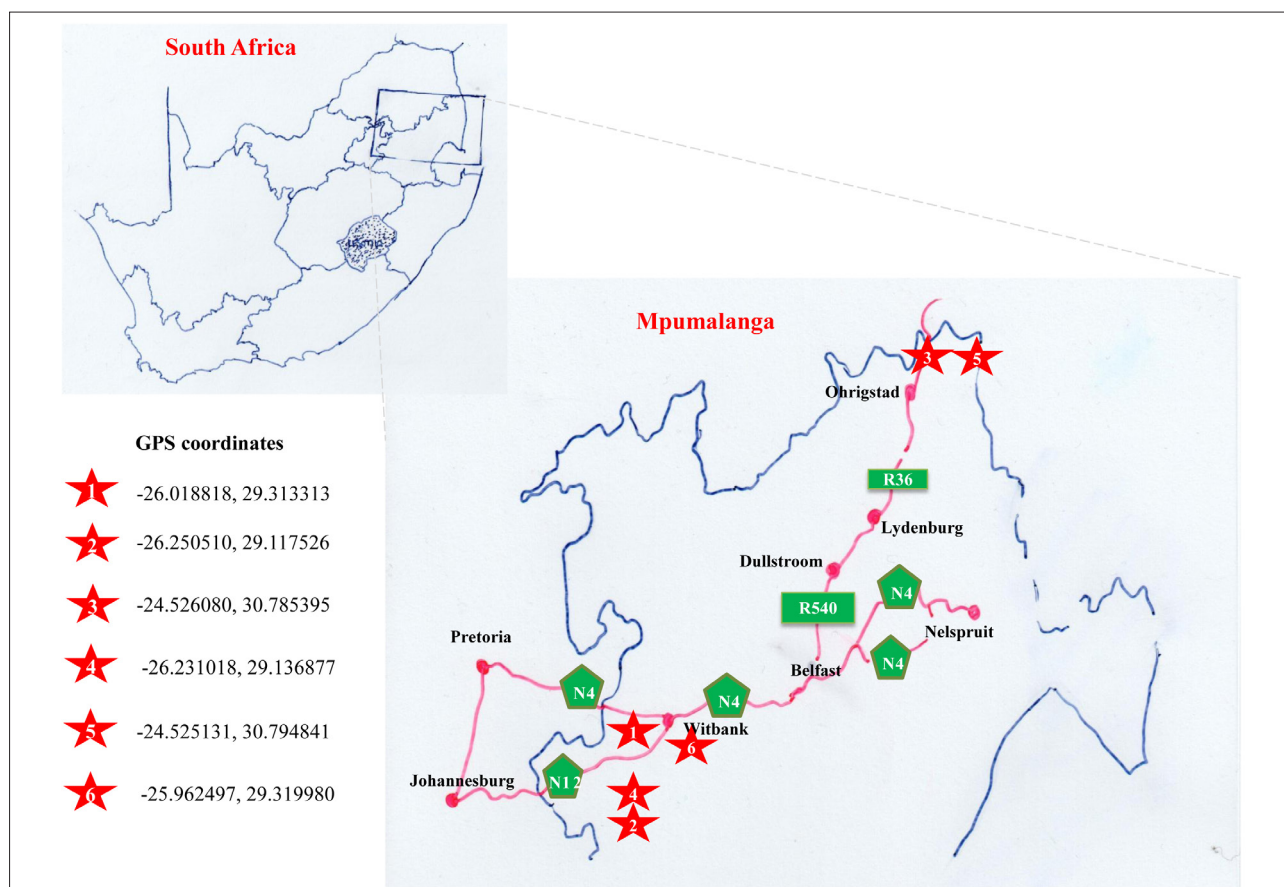 South Africa
Mpumalanga
3
5
Ohrigstad
R36
Lydenburg
Dullstroom
N4
R540
Nelspruit
Pretoria
Belfast
N4
N4
N4
1
Witbank
6
Johannesburg
N12
4
2
GPS coordinates
1 -26.018818, 29.313313
2 -26.250510, 29.117526
3 -24.526080, 30.785395
4 -26.231018, 29.136877
5 -24.525131, 30.794841
6 -25.962497, 29.319980